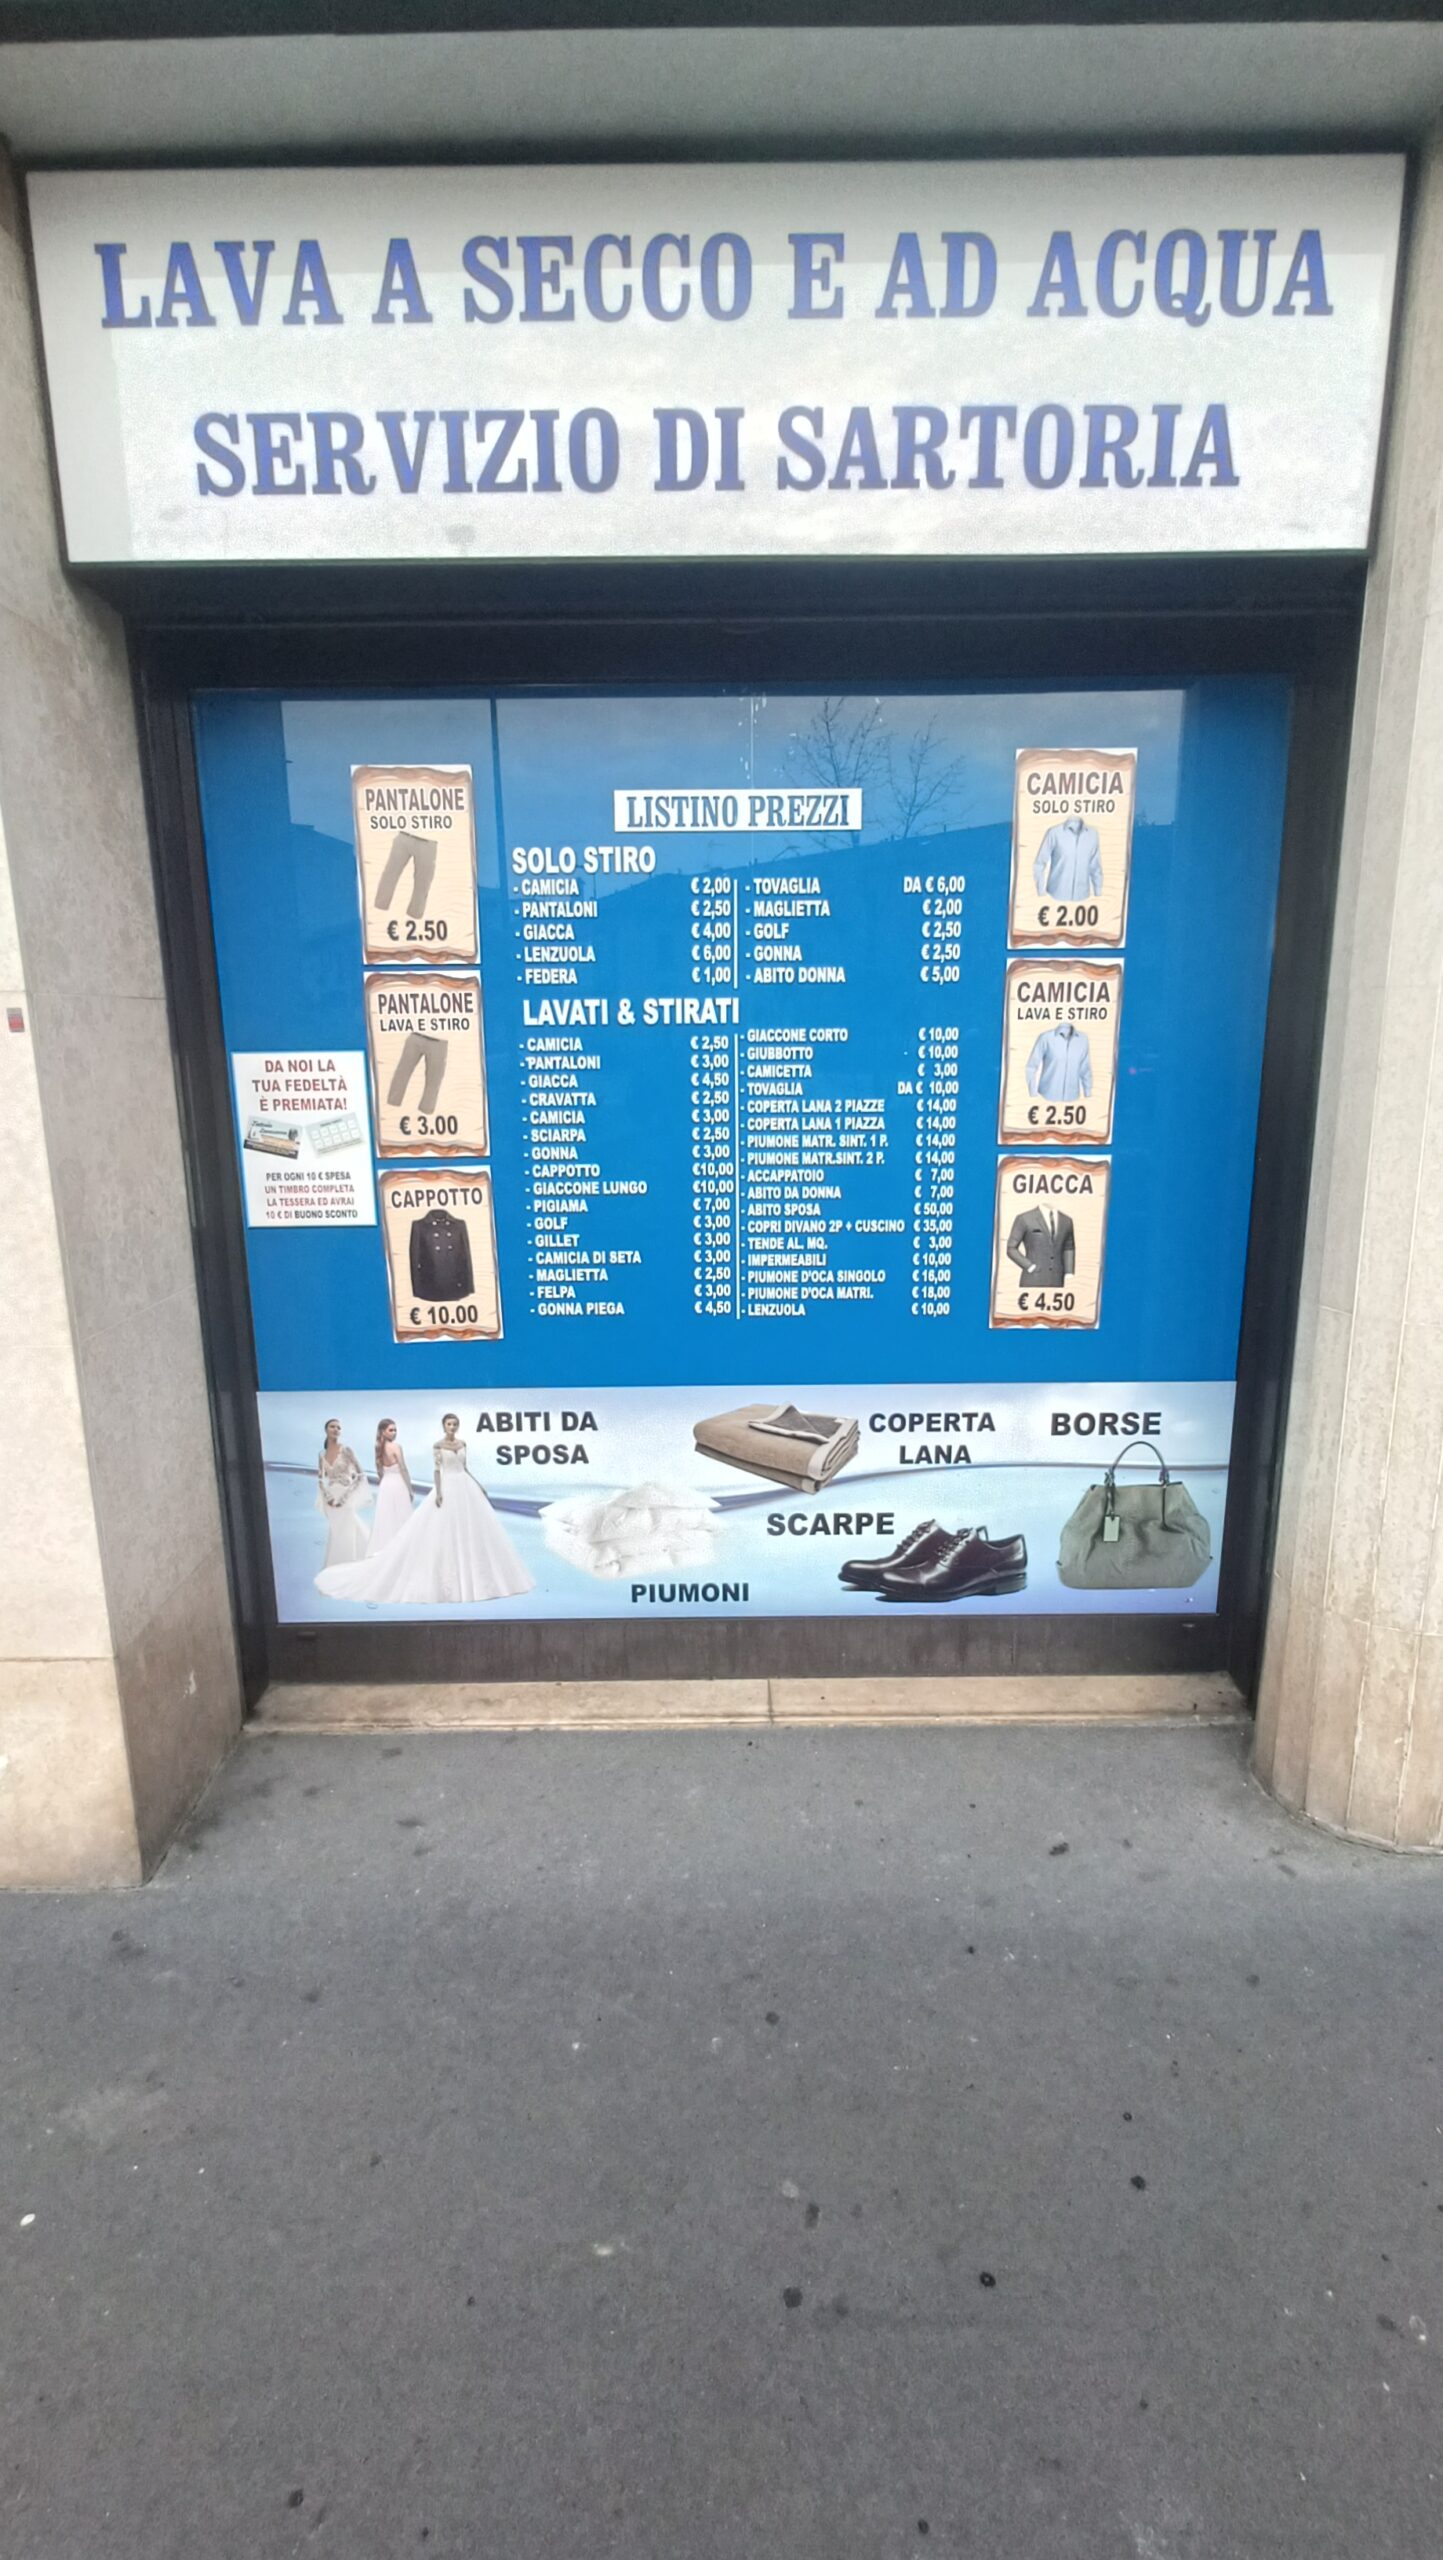 LAVA A SECCO E AD ACQUA
SERVIZIO DI SARTORIA
PANTALONE
SOLO STIRO
€ 2.50
PANTALONE
LAVA E STIRO
€ 3.00
CAPPOTTO
€ 10.00
DA NOI LA
TUA FEDELTÀ
È PREMIATA!
PER OGNI 10 € SPESA
UN TIMBRO COMPLETA
LA TESSERA ED AVRAI
10 € DI BUONO SCONTO
LISTINO PREZZI
SOLO STIRO
- CAMICIA € 2,00
- PANTALONI € 2,50
- GIACCA € 4,00
- LENZUOLA € 6,00
- FEDERA € 1,00
- TOVAGLIA DA € 6,00
- MAGLIETTA € 2,00
- GOLF € 2,50
- GONNA € 2,50
- ABITO DONNA € 5,00
LAVATI & STIRATI
- CAMICIA € 2,50
- PANTALONI € 3,00
- GIACCA € 4,50
- CRAVATTA € 2,50
- CAMICIA € 3,00
- SCIARPA € 2,50
- GONNA € 3,00
- CAPPOTTO €10,00
- GIACCONE LUNGO €10,00
- PIGIAMA € 7,00
- GOLF € 3,00
- GILLET € 3,00
- CAMICIA DI SETA € 3,00
- MAGLIETTA € 2,50
- FELPA € 3,00
- GONNA PIEGA € 4,50
- GIACCONE CORTO € 10,00
- GIUBBOTTO € 10,00
- CAMICETTA € 3,00
- TOVAGLIA DA € 10,00
- COPERTA LANA 2 PIAZZE € 14,00
- COPERTA LANA 1 PIAZZA € 14,00
- PIUMONE MATR. SINT. 1 P. € 14,00
- PIUMONE MATR.SINT. 2 P. € 14,00
- ACCAPPATOIO € 7,00
- ABITO DA DONNA € 7,00
- ABITO SPOSA € 50,00
- COPRI DIVANO 2P + CUSCINO € 35,00
- TENDE AL. MQ. € 3,00
- IMPERMEABILI € 10,00
- PIUMONE D'OCA SINGOLO € 16,00
- PIUMONE D'OCA MATRI. € 18,00
- LENZUOLA € 10,00
CAMICIA
SOLO STIRO
€ 2.00
CAMICIA
LAVA E STIRO
€ 2.50
GIACCA
€ 4.50
ABITI DA
SPOSA
PIUMONI
COPERTA
LANA
SCARPE
BORSE